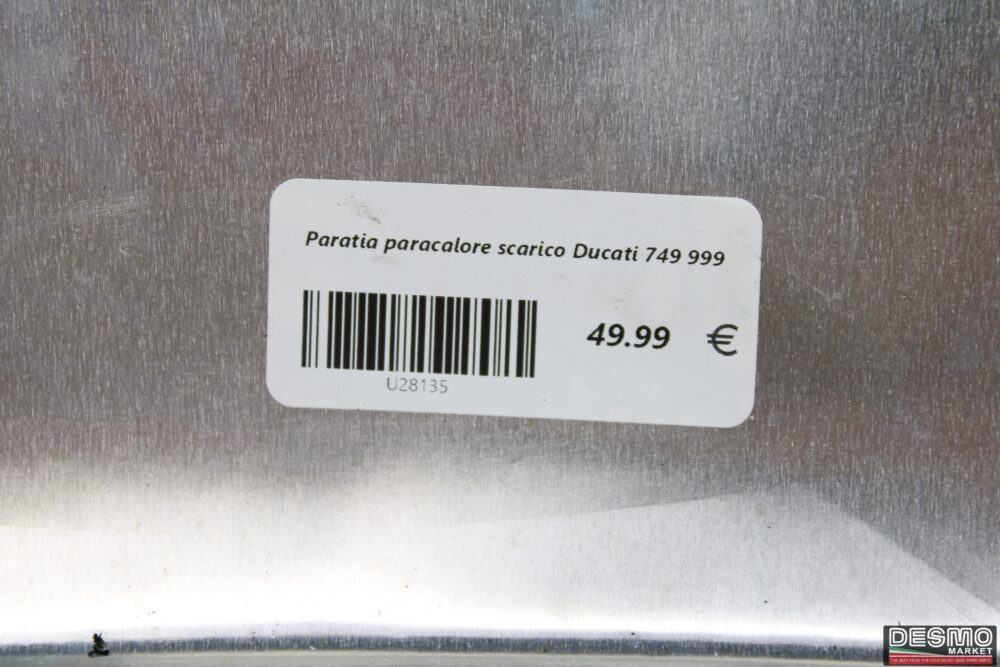 Paratia paracalore scarico Ducati 749 999
49.99 €
U28135
DESMO
MARKET